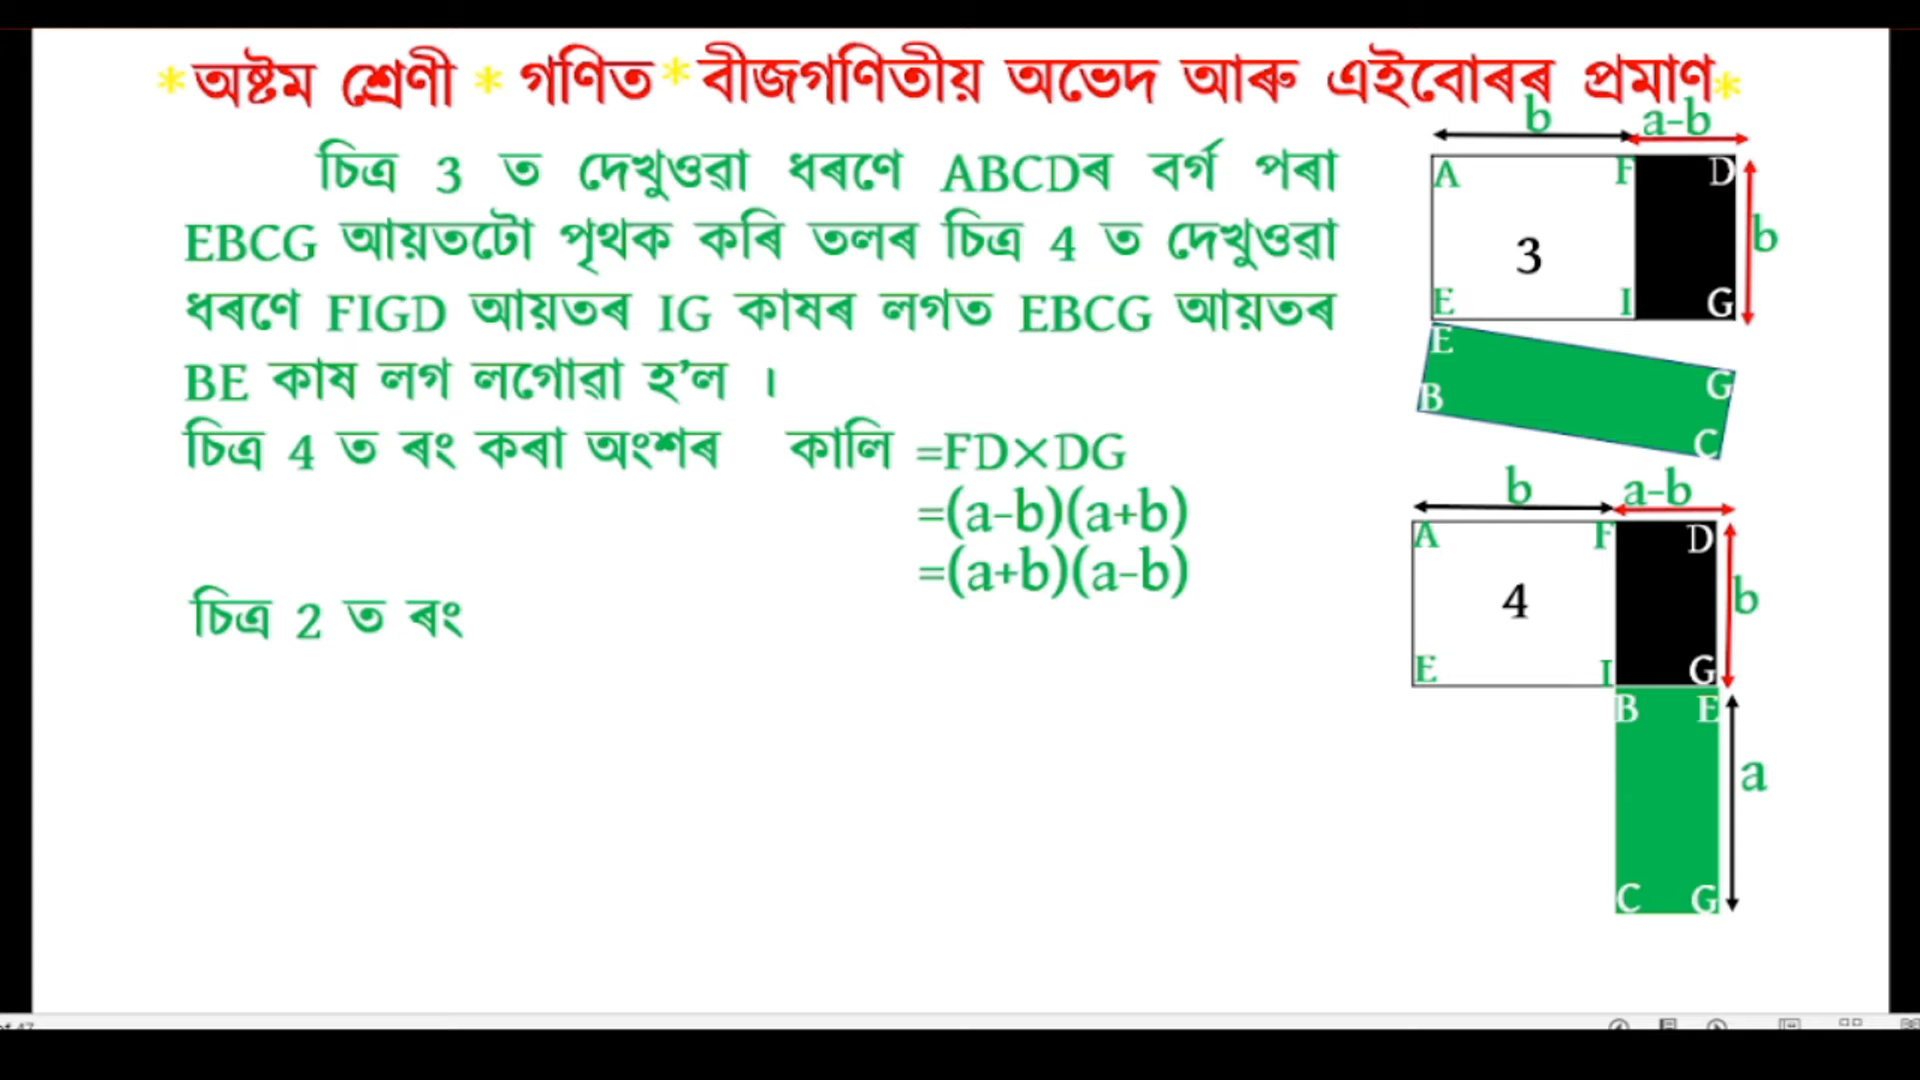 *অষ্টম শ্ৰেণী * গণিত * বীজগণিতীয় অভেদ আৰু এইবোৰৰ প্ৰমাণ*
চিত্ৰ 3 ত দেখুওৱা ধৰণে ABCDৰ বৰ্গ পৰা
EBCG আয়তটো পৃথক কৰি তলৰ চিত্ৰ 4 ত দেখুওৱা
ধৰণে FIGD আয়তৰ IG কাষৰ লগত EBCG আয়তৰ
BE কাষ লগ লগোৱা হ’ল ।
চিত্ৰ 4 ত ৰং কৰা অংশৰ কালি =FD×DG
=(a-b)(a+b)
=(a+b)(a-b)
চিত্ৰ 2 ত ৰং
b a-b
A F D
3 b
E I G
E
G
B
C
b a-b
A F D
4 b
E I G
B E
a
C G